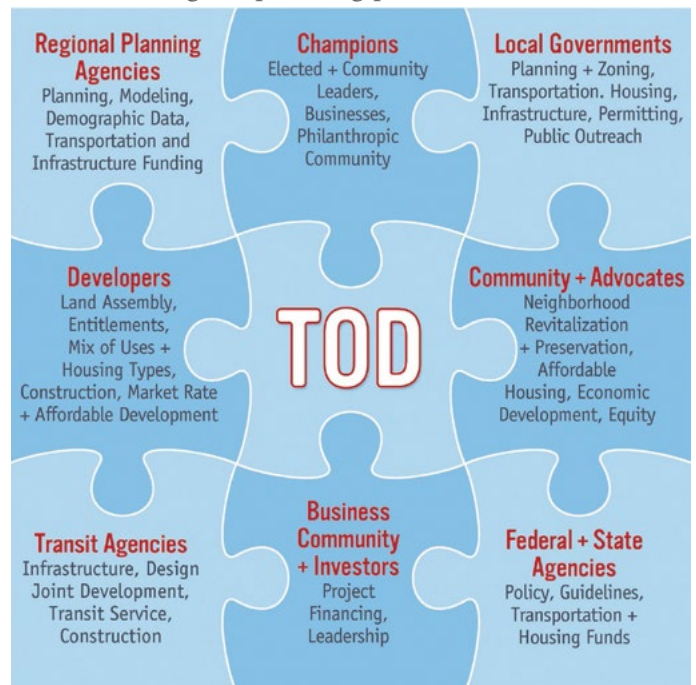 Regional Planning
Agencies
Planning, Modeling,
Demographic Data,
Transportation and
Infrastructure Funding
Champions
Elected + Community
Leaders,
Businesses,
Philanthropic
Community
Local Governments
Planning + Zoning,
Transportation. Housing,
Infrastructure, Permitting,
Public Outreach
Developers
Land Assembly,
Entitlements,
Mix of Uses +
Housing Types,
Construction, Market Rate
+ Affordable Development
TOD
Community + Advocates
Neighborhood
Revitalization
+ Preservation,
Affordable
Housing, Economic
Development, Equity
Transit Agencies
Infrastructure, Design
Joint Development,
Transit Service,
Construction
Business
Community
+ Investors
Project
Financing,
Leadership
Federal + State
Agencies
Policy, Guidelines,
Transportation +
Housing Funds